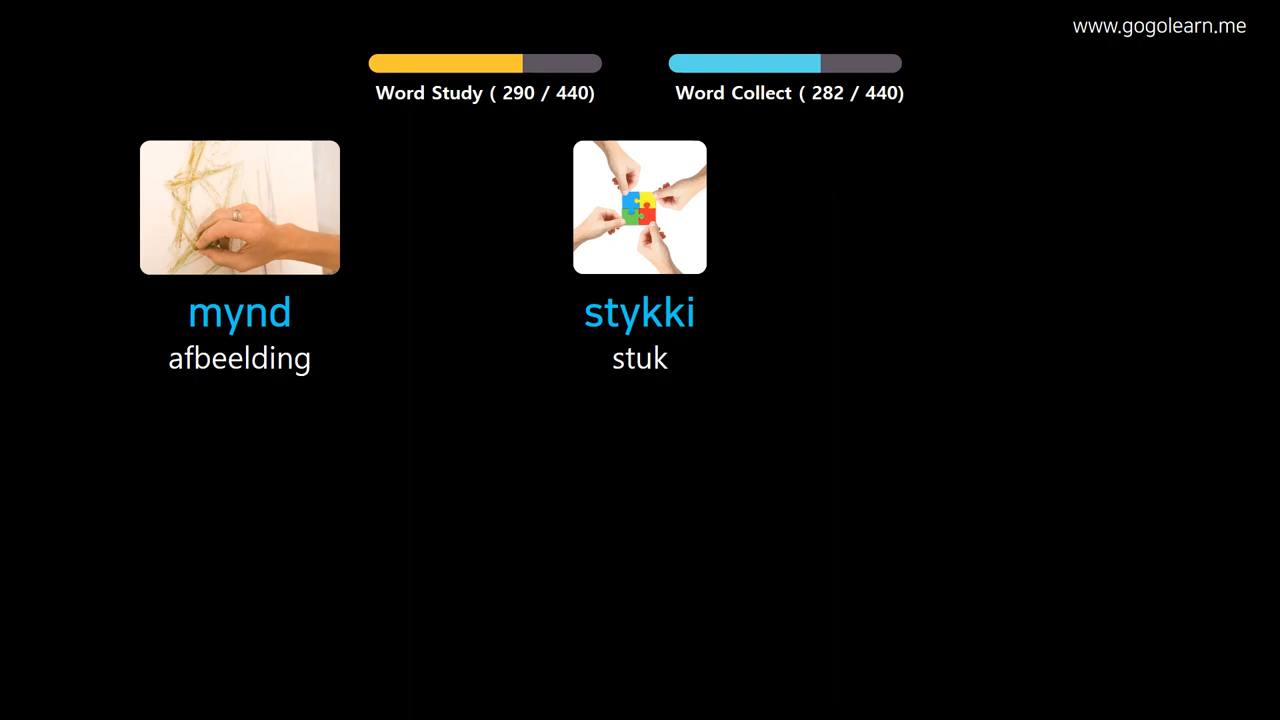 www.gogolearn.me
Word Study ( 290 / 440)
Word Collect ( 282 / 440)
mynd
afbeelding
stykki
stuk